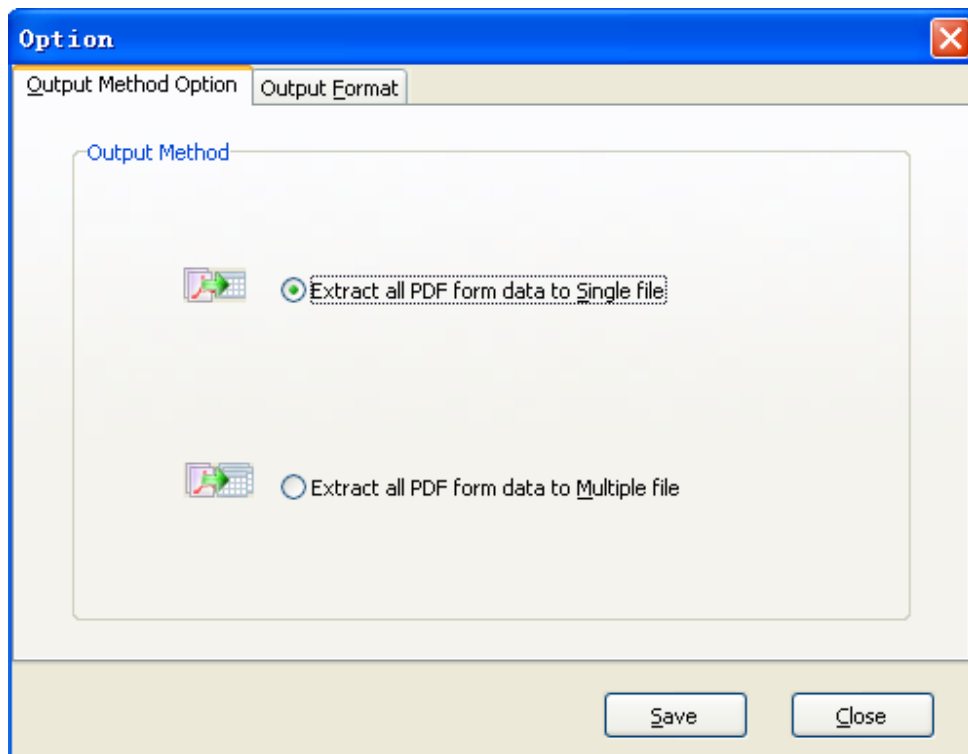 Option
Output Method Option
Output Format
Output Method
Extract all PDF form data to Single file
Extract all PDF form data to Multiple file
Save
Close